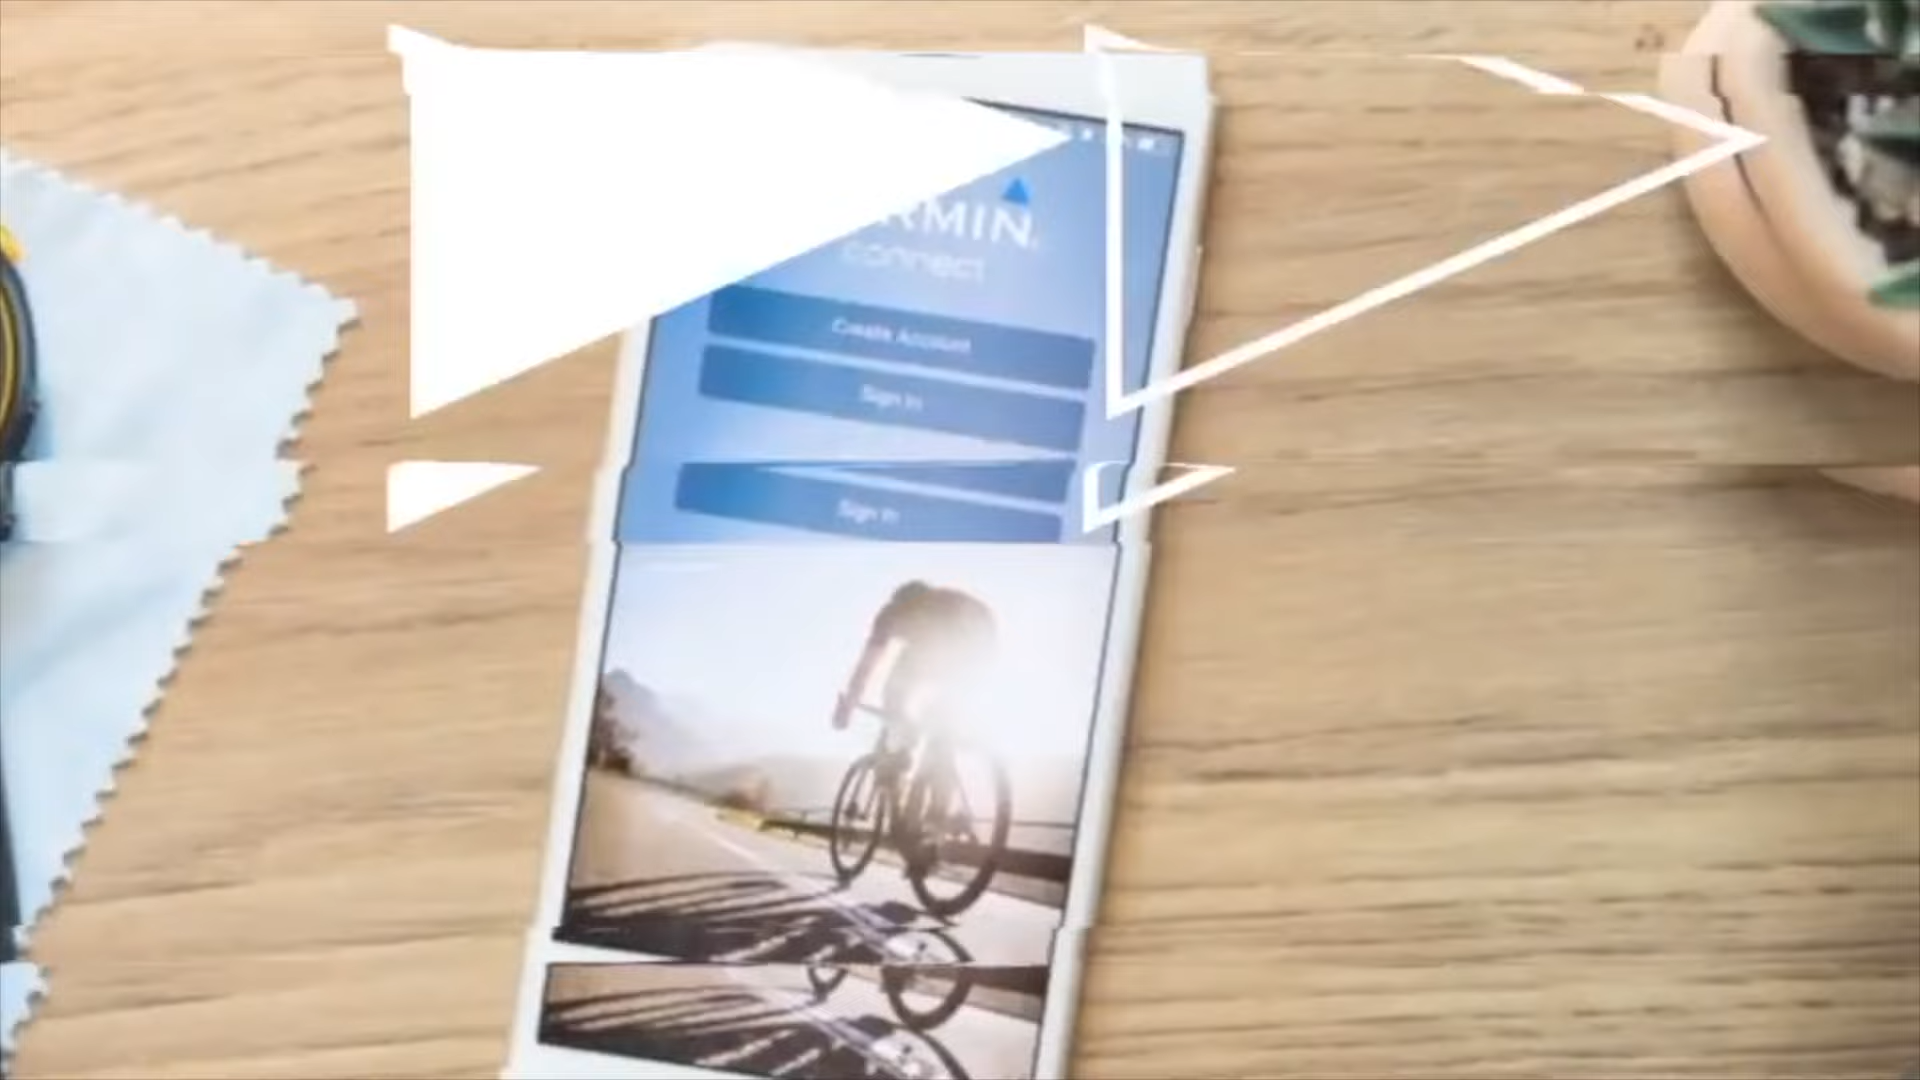 RMIN
connect
Create Account
Sign In
Sign In